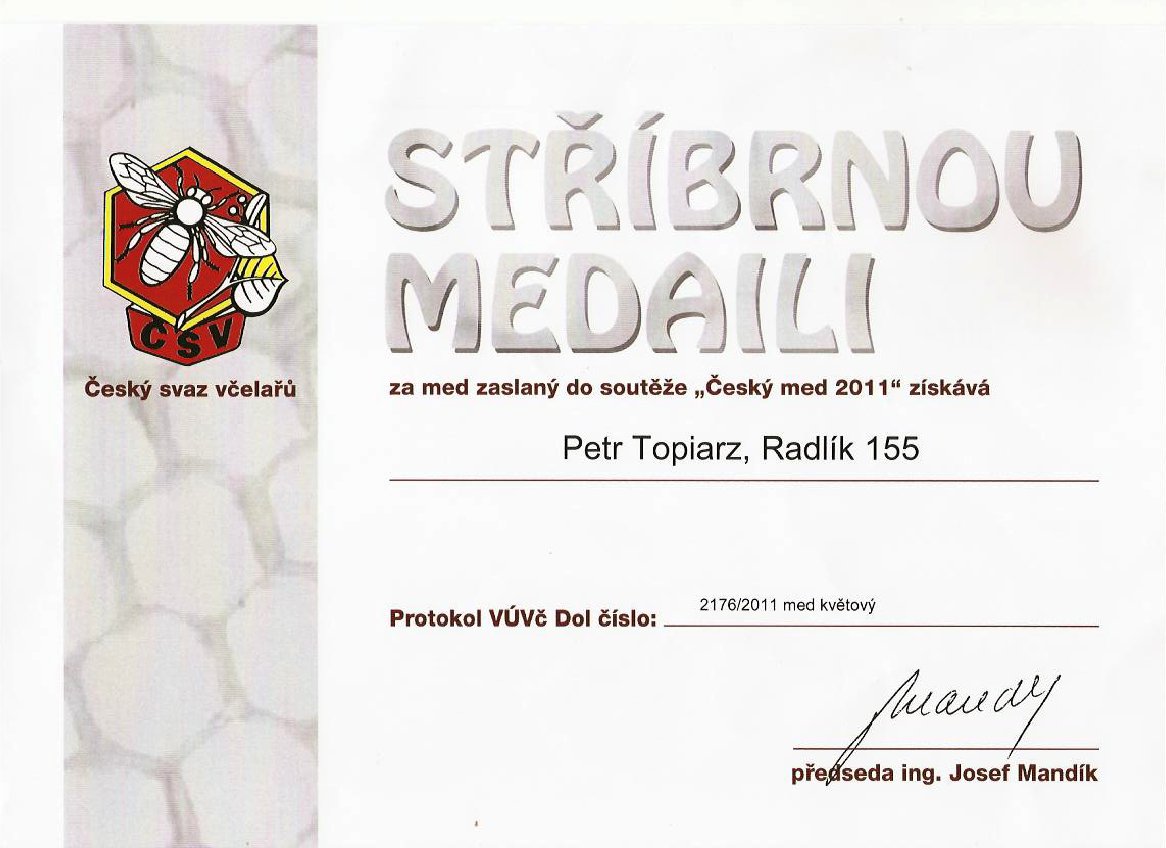 STŘÍBRNOU
MEDAILI
ČSV
Český svaz včelařů
za med zaslaný do soutěže „Český med 2011“ získává
Petr Topiarz, Radlík 155
Protokol VÚVč Dol číslo: 2176/2011 med květový
předseda ing. Josef Mandík